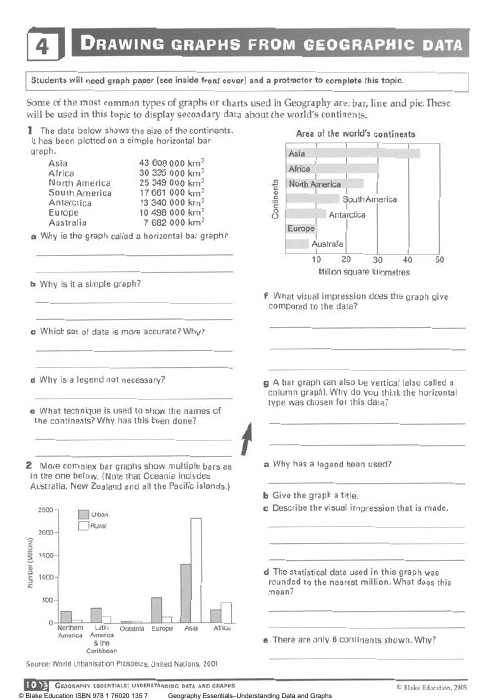 4 DRAWING GRAPHS FROM GEOGRAPHIC DATA
Students will need graph paper (see inside front cover) and a protractor to complete this topic.
Some of the most common types of graphs or charts used in Geography are: bar, line and pie. These
will be used in this topic to display secondary data about the world's continents.
1 The data below shows the size of the continents.
It has been plotted on a simple horizontal bar
graph.
Asia 43 608 000 km²
Africa 30 335 000 km²
North America 25 349 000 km²
South America 17 661 000 km²
Antarctica 13 340 000 km²
Europe 10 498 000 km²
Australia 7 682 000 km²
a Why is the graph called a horizontal bar graph?
b Why is it a simple graph?
c Which set of data is more accurate? Why?
d Why is a legend not necessary?
e What technique is used to show the names of
the continents? Why has this been done?
Area of the world's continents
Continents
Asia
Africa
North America
South America
Antarctica
Europe
Australia
10 20 30 40 50
Million square kilometres
f What visual impression does the graph give
compared to the data?
g A bar graph can also be vertical (also called a
column graph). Why do you think the horizontal
type was chosen for this data?
2 More complex bar graphs show multiple bars as
in the one below. (Note that Oceania includes
Australia, New Zealand and all the Pacific islands.)
Number (Millions)
2500
2000
1500
1000
500
0
Urban
Rural
Northern America
Latin America & the Caribbean
Oceania
Europe
Asia
Africa
Source: World Urbanisation Prospects, United Nations, 2001
a Why has a legend been used?
b Give the graph a title.
c Describe the visual impression that is made.
d The statistical data used in this graph was
rounded to the nearest million. What does this
mean?
e There are only 6 continents shown. Why?
10 GEOGRAPHY ESSENTIALS: UNDERSTANDING DATA AND GRAPHS
© Blake Education, 2005
© Blake Education ISBN 978 1 76020 135 7 Geography Essentials–Understanding Data and Graphs